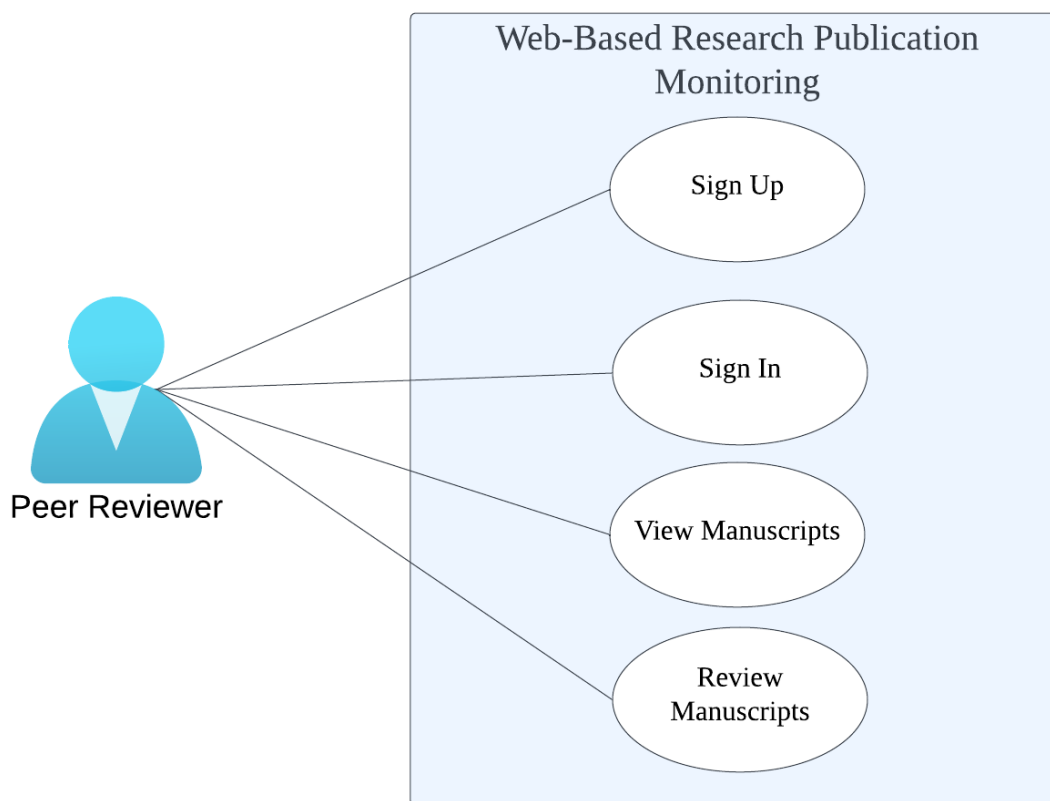 Web-Based Research Publication
Monitoring
Sign Up
Sign In
Peer Reviewer
View Manuscripts
Review
Manuscripts